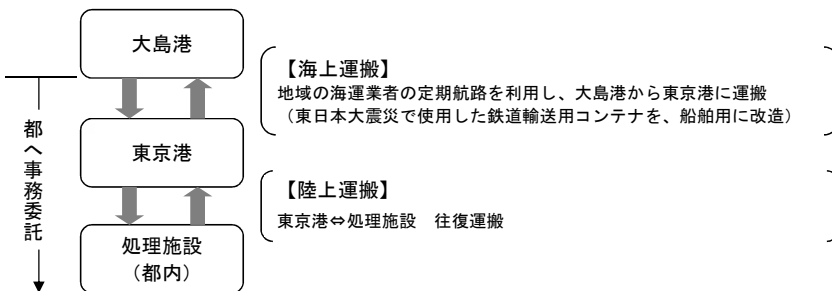 大島港
【海上運搬】
地域の海運業者の定期航路を利用し、大島港から東京港に運搬
（東日本大震災で使用した鉄道輸送用コンテナを、船舶用に改造）
都へ事務委託
東京港
【陸上運搬】
東京港⇔処理施設　往復運搬
処理施設
（都内）